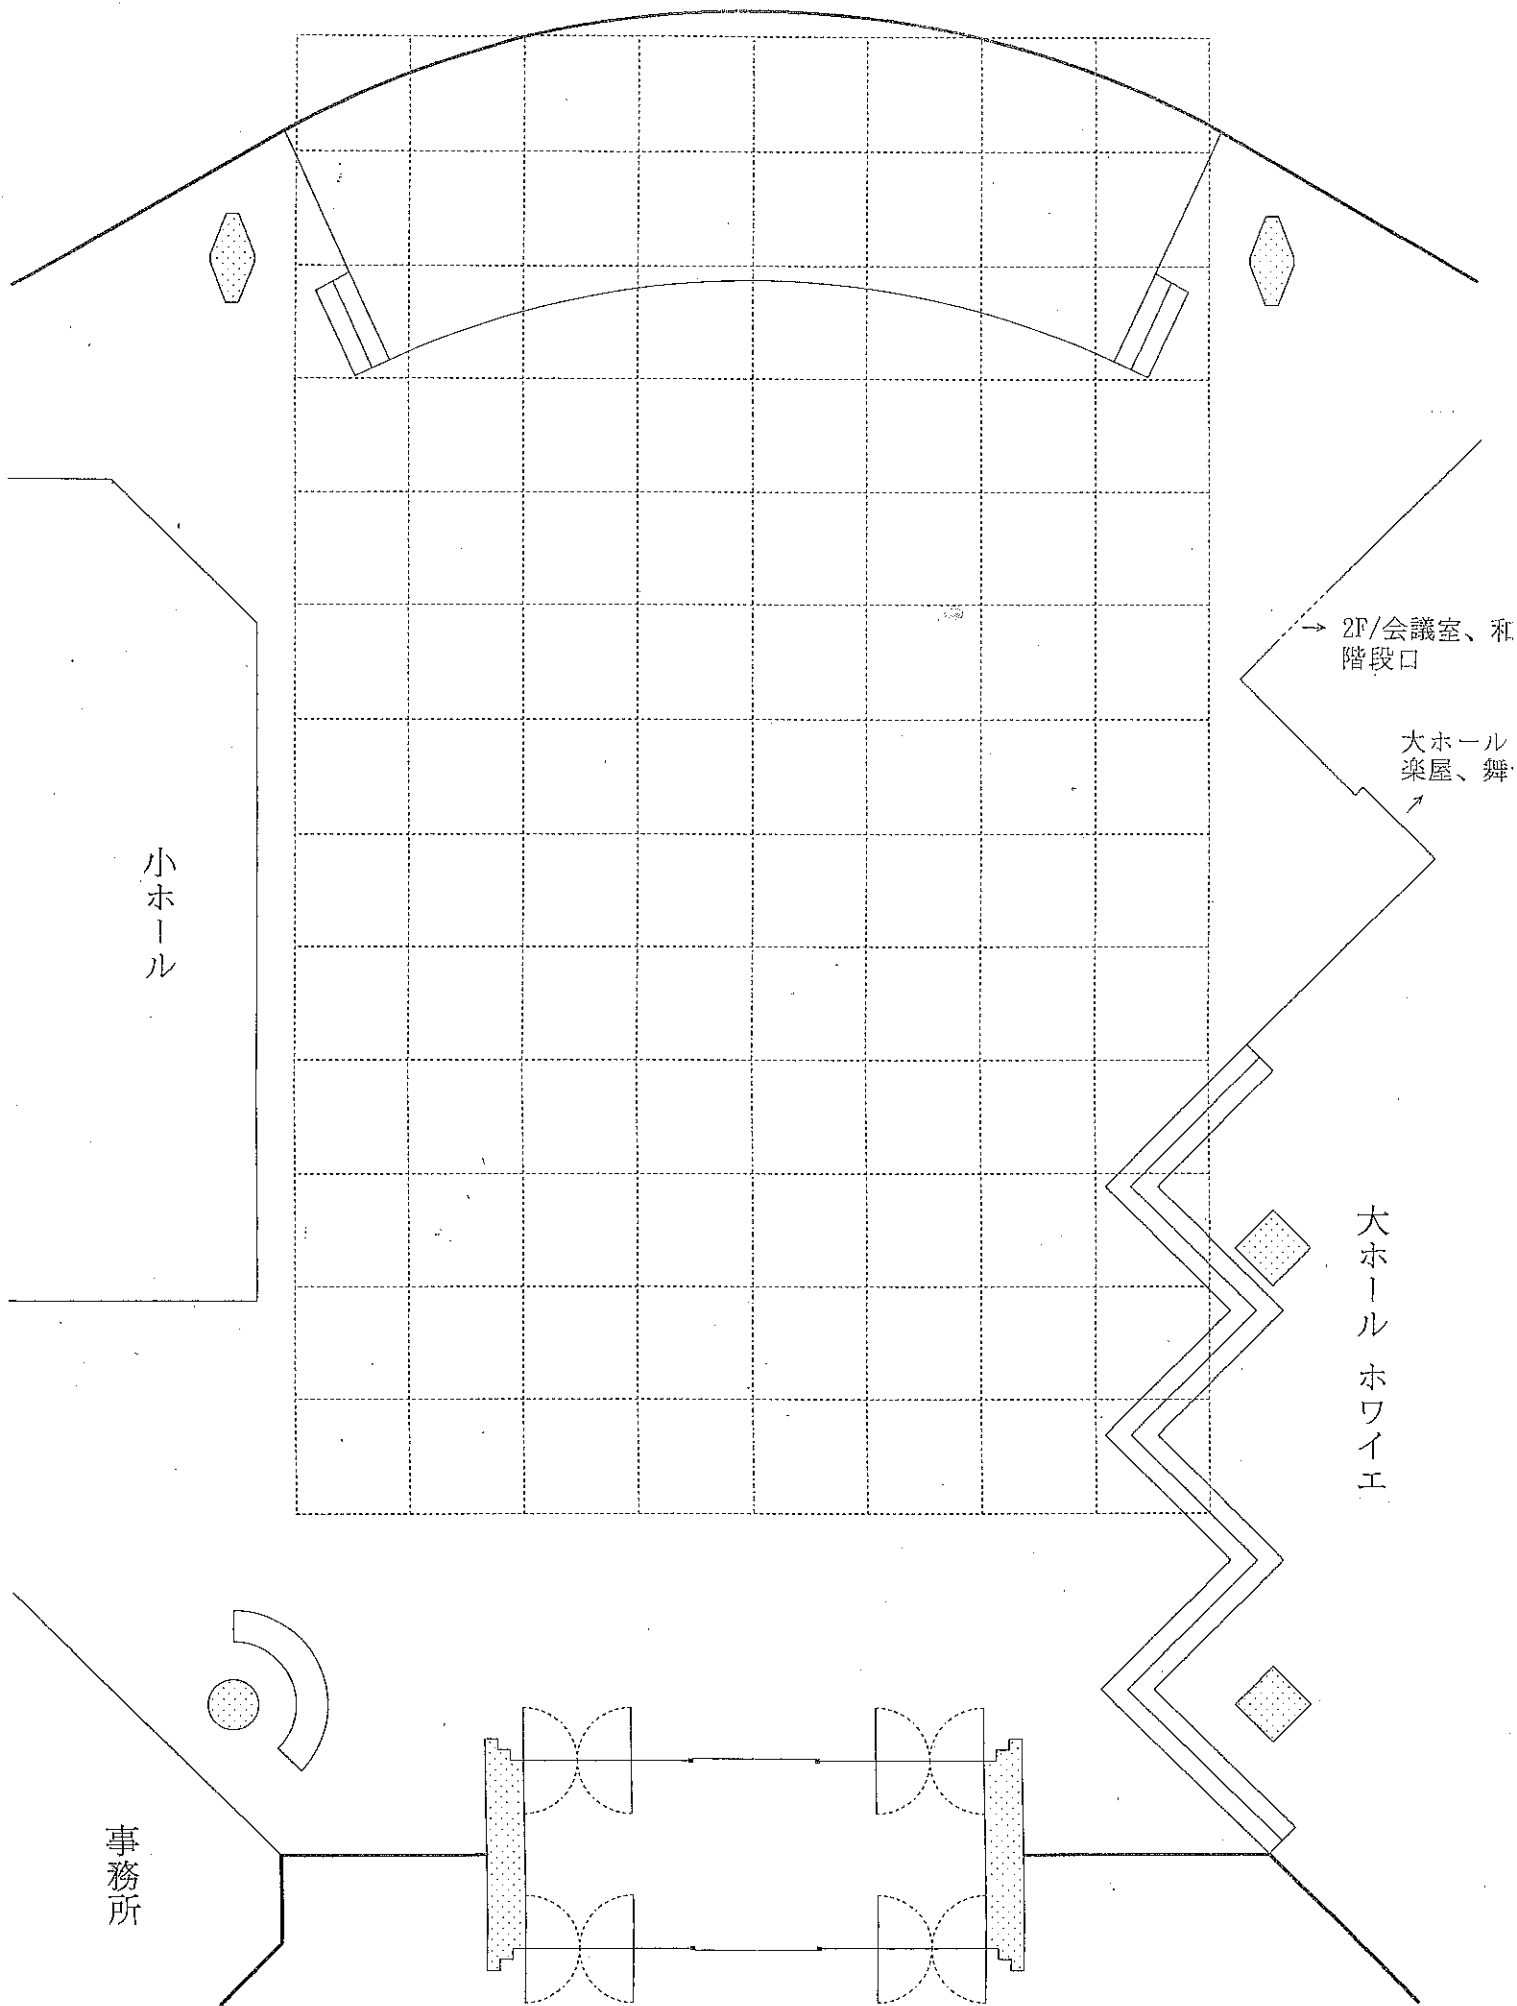 2F/会議室、和
階段口
大ホール
楽屋、舞
小ホール
大ホール ホワイエ
事務所